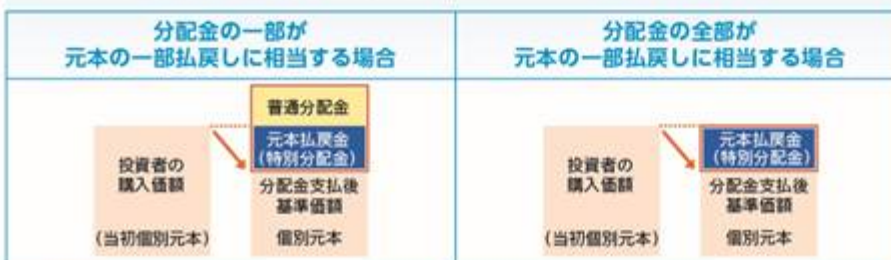 分配金の一部が
元本の一部払戻しに相当する場合
普通分配金
元本払戻金
(特別分配金)
投資者の
購入価額
分配金支払後
基準価額
(当初個別元本)
個別元本
分配金の全部が
元本の一部払戻しに相当する場合
元本払戻金
(特別分配金)
投資者の
購入価額
分配金支払後
基準価額
(当初個別元本)
個別元本